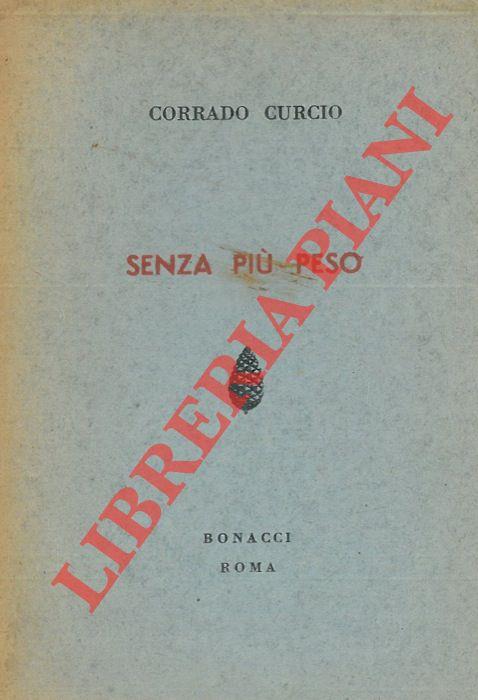 CORRADO CURCIO
SENZA PIÙ PESO
BONACCI
ROMA
LIBRERIA PIANI